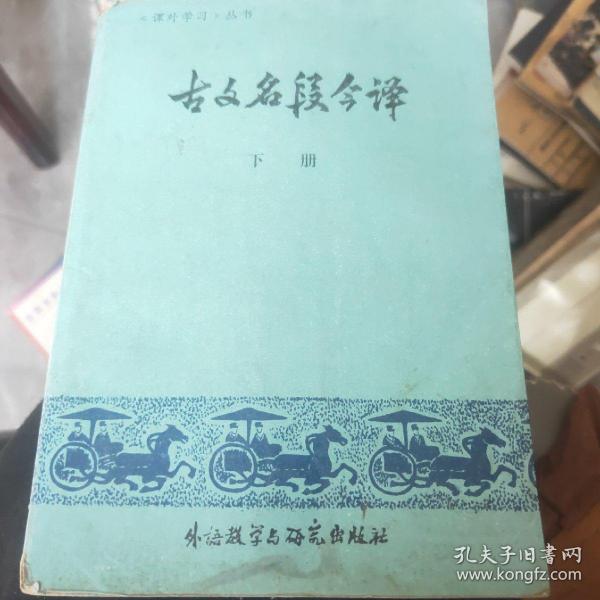 《课外学习》丛书
古文名段今译
下册
外语教学与研究出版社
孔夫子旧书网
www.kongfz.com